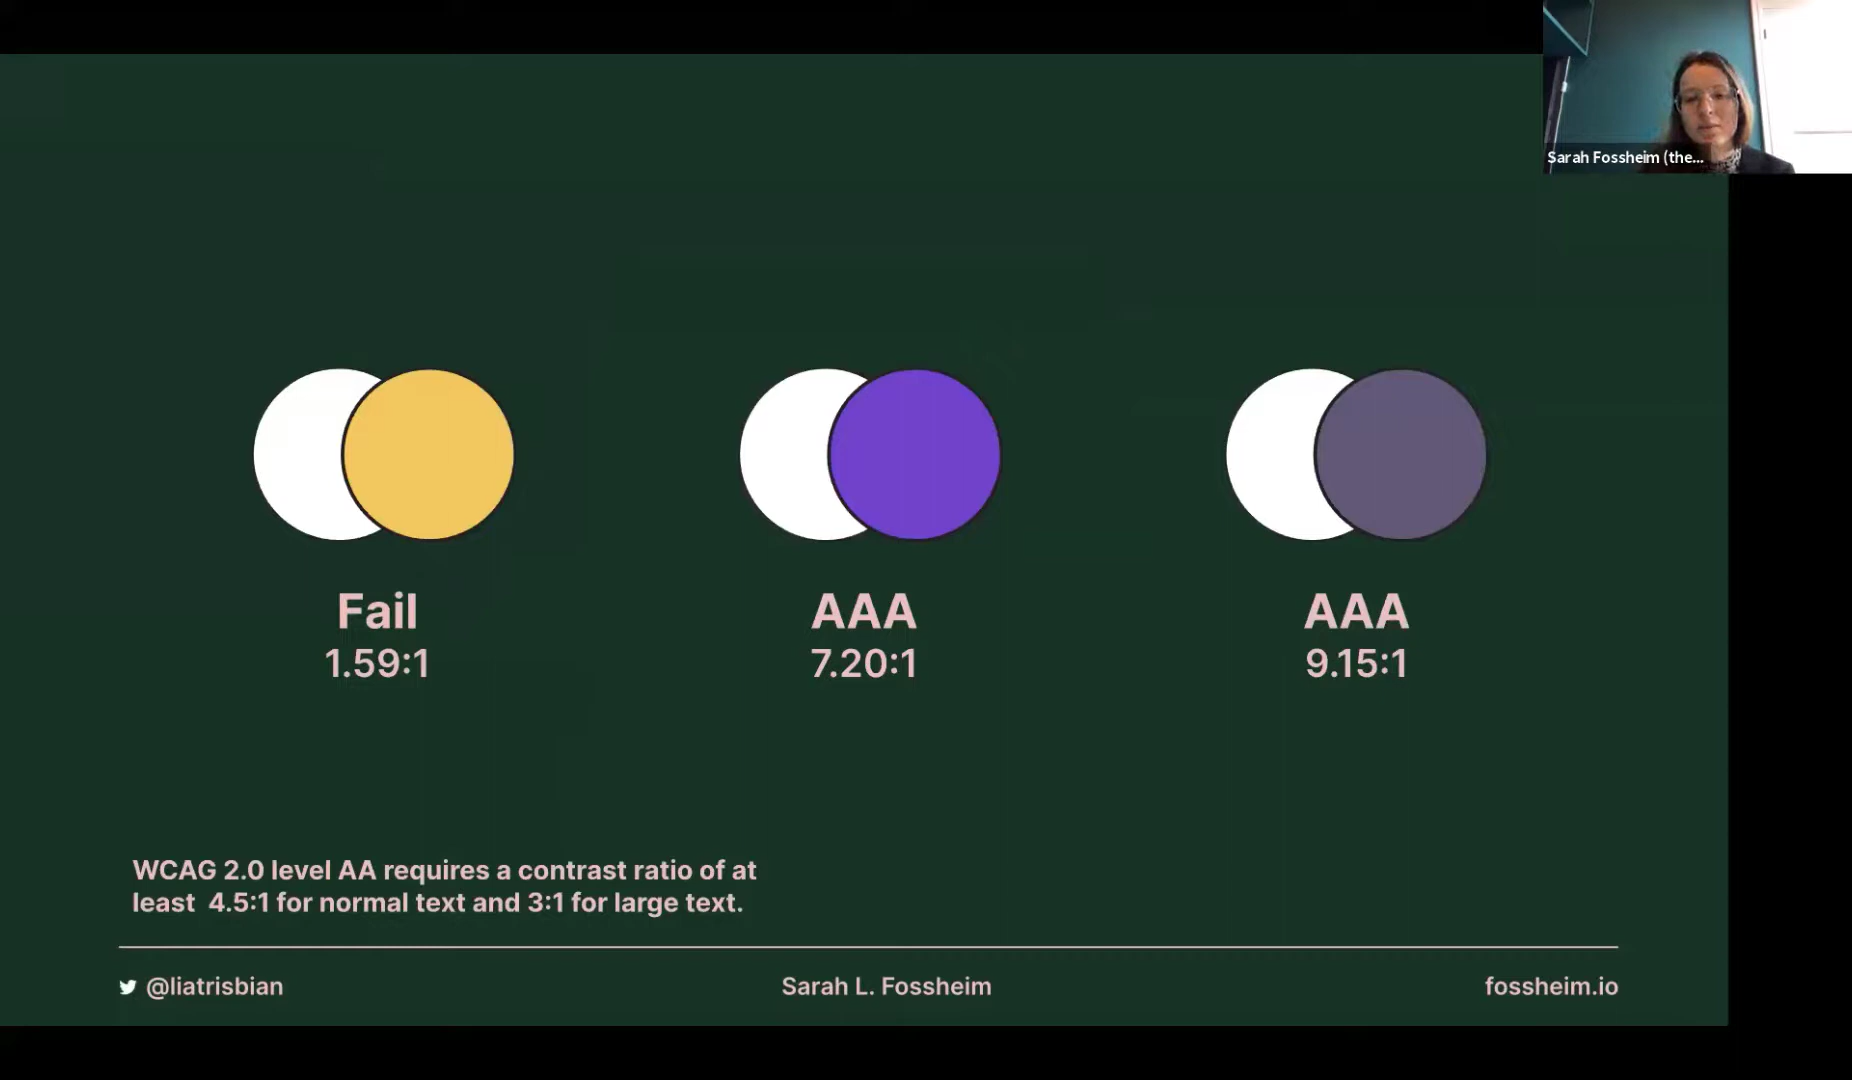 Sarah Fossheim (the...
Fail
1.59:1
AAA
7.20:1
AAA
9.15:1
WCAG 2.0 level AA requires a contrast ratio of at
least  4.5:1 for normal text and 3:1 for large text.
@liatrisbian
Sarah L. Fossheim
fossheim.io